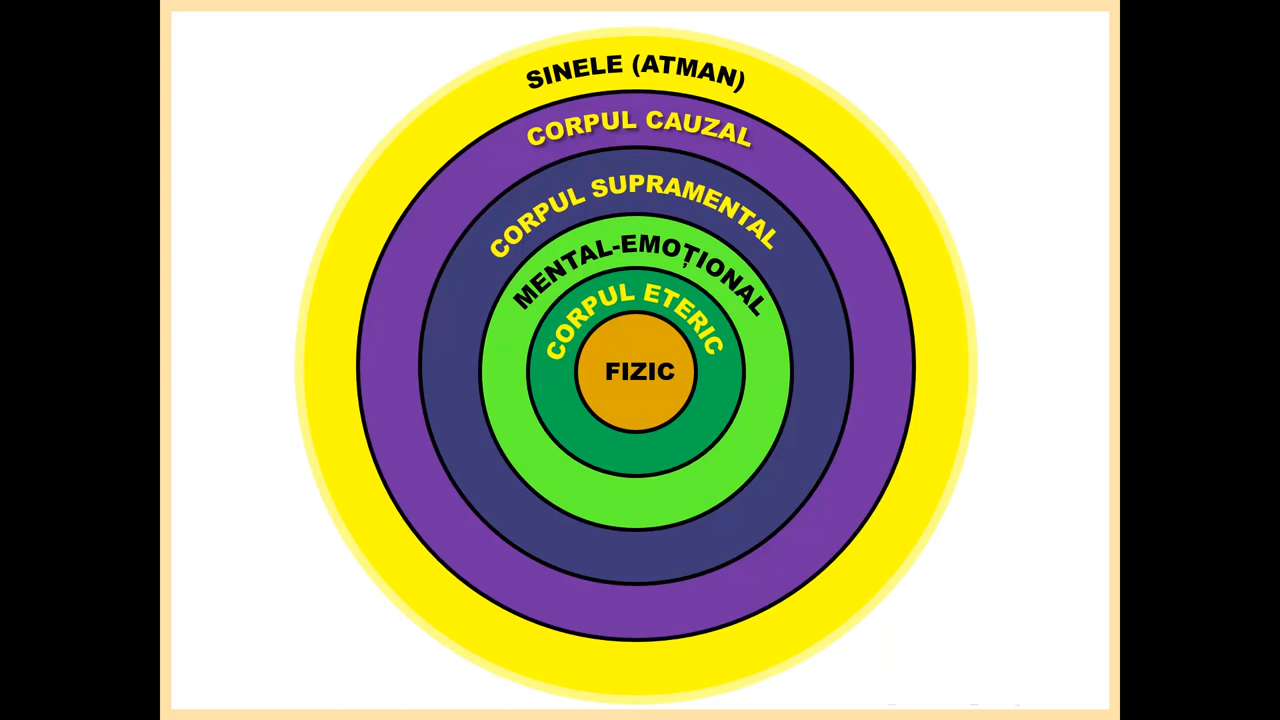 SINELE (ATMAN)
CORPUL CAUZAL
CORPUL SUPRAMENTAL
MENTAL-EMOȚIONAL
CORPUL ETERIC
FIZIC